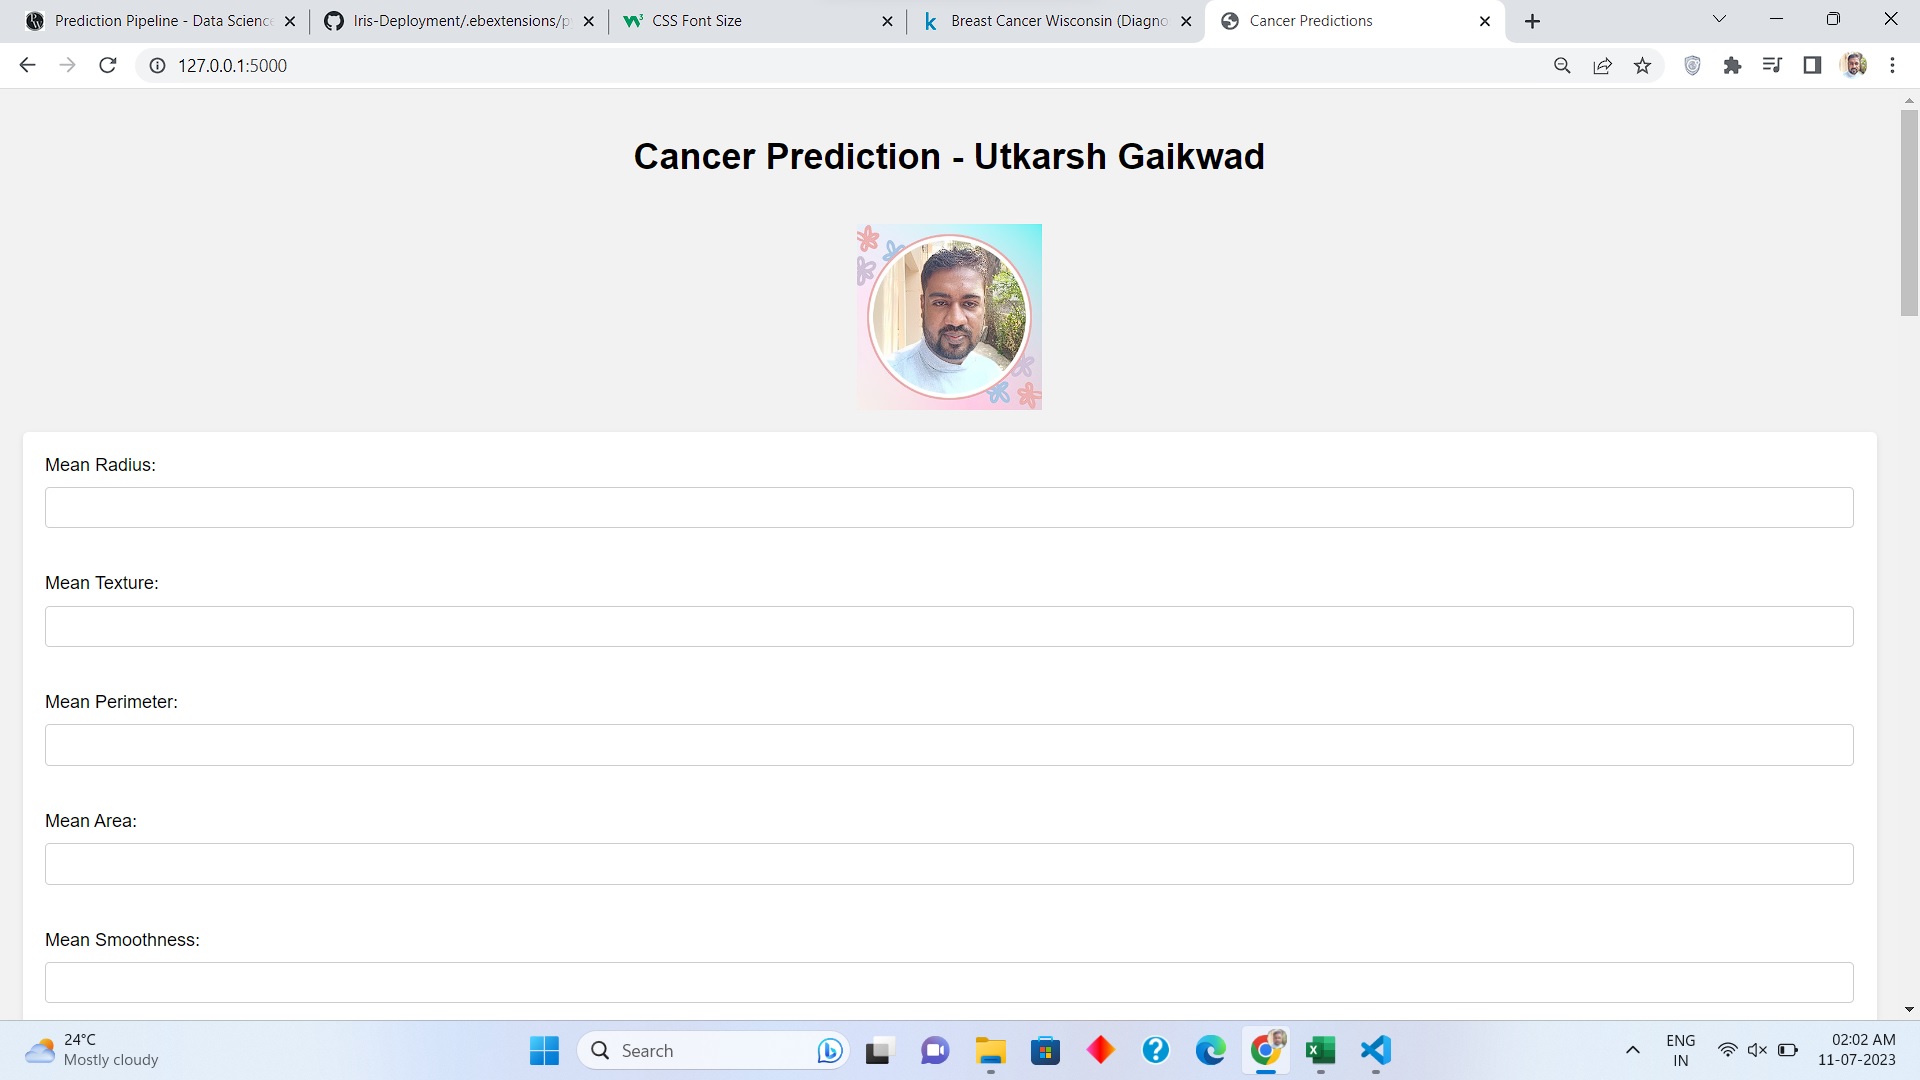 Prediction Pipeline - Data Science
Iris-Deployment/.ebextensions/p
CSS Font Size
Breast Cancer Wisconsin (Diagno
Cancer Predictions
127.0.0.1:5000
Cancer Prediction - Utkarsh Gaikwad
Mean Radius:
Mean Texture:
Mean Perimeter:
Mean Area:
Mean Smoothness:
24°C
Mostly cloudy
Search
ENG
IN
02:02 AM
11-07-2023